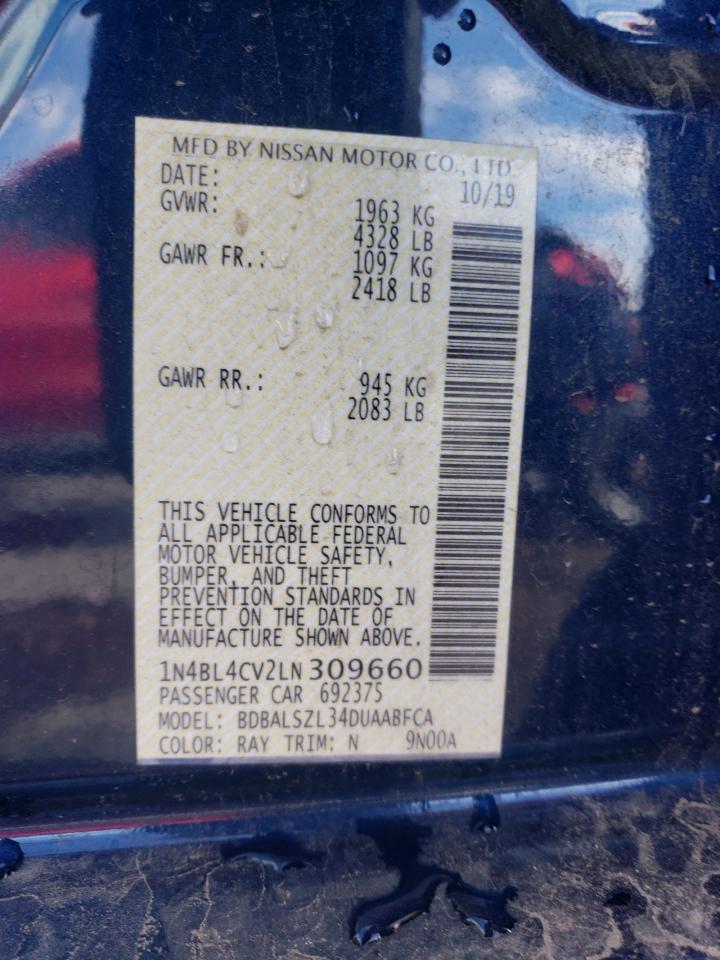 MFD BY NISSAN MOTOR CO., LTD.
DATE: 10/19
GVWR: 1963 KG
4328 LB
GAWR FR.: 1097 KG
2418 LB
GAWR RR.: 945 KG
2083 LB
THIS VEHICLE CONFORMS TO
ALL APPLICABLE FEDERAL
MOTOR VEHICLE SAFETY,
BUMPER, AND THEFT
PREVENTION STANDARDS IN
EFFECT ON THE DATE OF
MANUFACTURE SHOWN ABOVE.
1N4BL4CV2LN309660
PASSENGER CAR 692375
MODEL: BDBALSZL34DUAABFCA
COLOR: RAY TRIM: N 9N00A